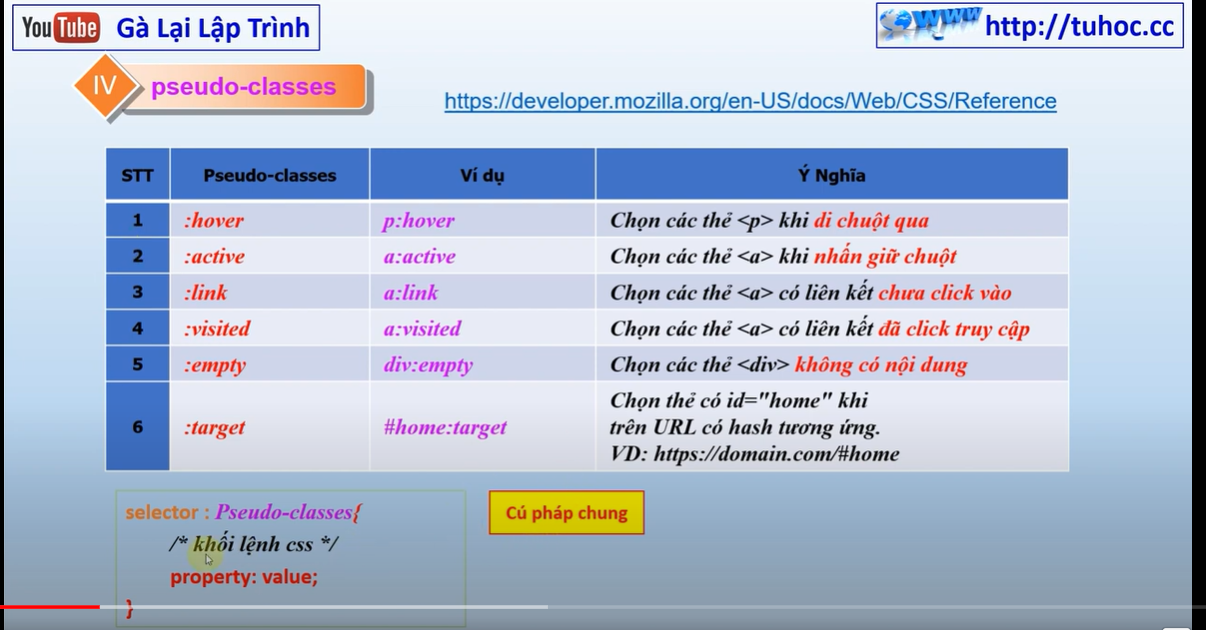 YouTube Gà Lại Lập Trình
www http://tuhoc.cc
IV pseudo-classes
https://developer.mozilla.org/en-US/docs/Web/CSS/Reference
STT Pseudo-classes Ví dụ Ý Nghĩa
1 :hover p:hover Chọn các thẻ <p> khi di chuột qua
2 :active a:active Chọn các thẻ <a> khi nhấn giữ chuột
3 :link a:link Chọn các thẻ <a> có liên kết chưa click vào
4 :visited a:visited Chọn các thẻ <a> có liên kết đã click truy cập
5 :empty div:empty Chọn các thẻ <div> không có nội dung
6 :target #home:target Chọn thẻ có id="home" khi
trên URL có hash tương ứng.
VD: https://domain.com/#home
selector : Pseudo-classes{
/* khối lệnh css */
property: value;
}
Cú pháp chung